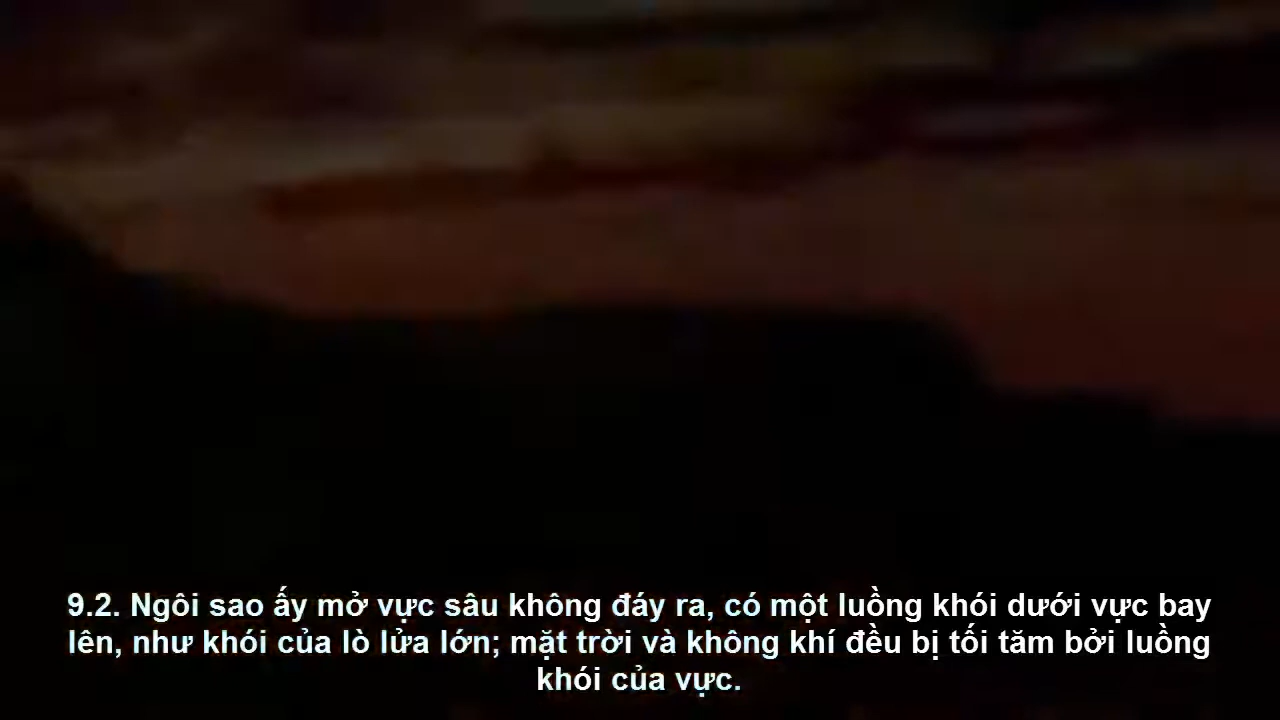 9.2. Ngôi sao ấy mở vực sâu không đáy ra, có một luồng khói dưới vực bay
lên, như khói của lò lửa lớn; mặt trời và không khí đều bị tối tăm bởi luồng
khói của vực.